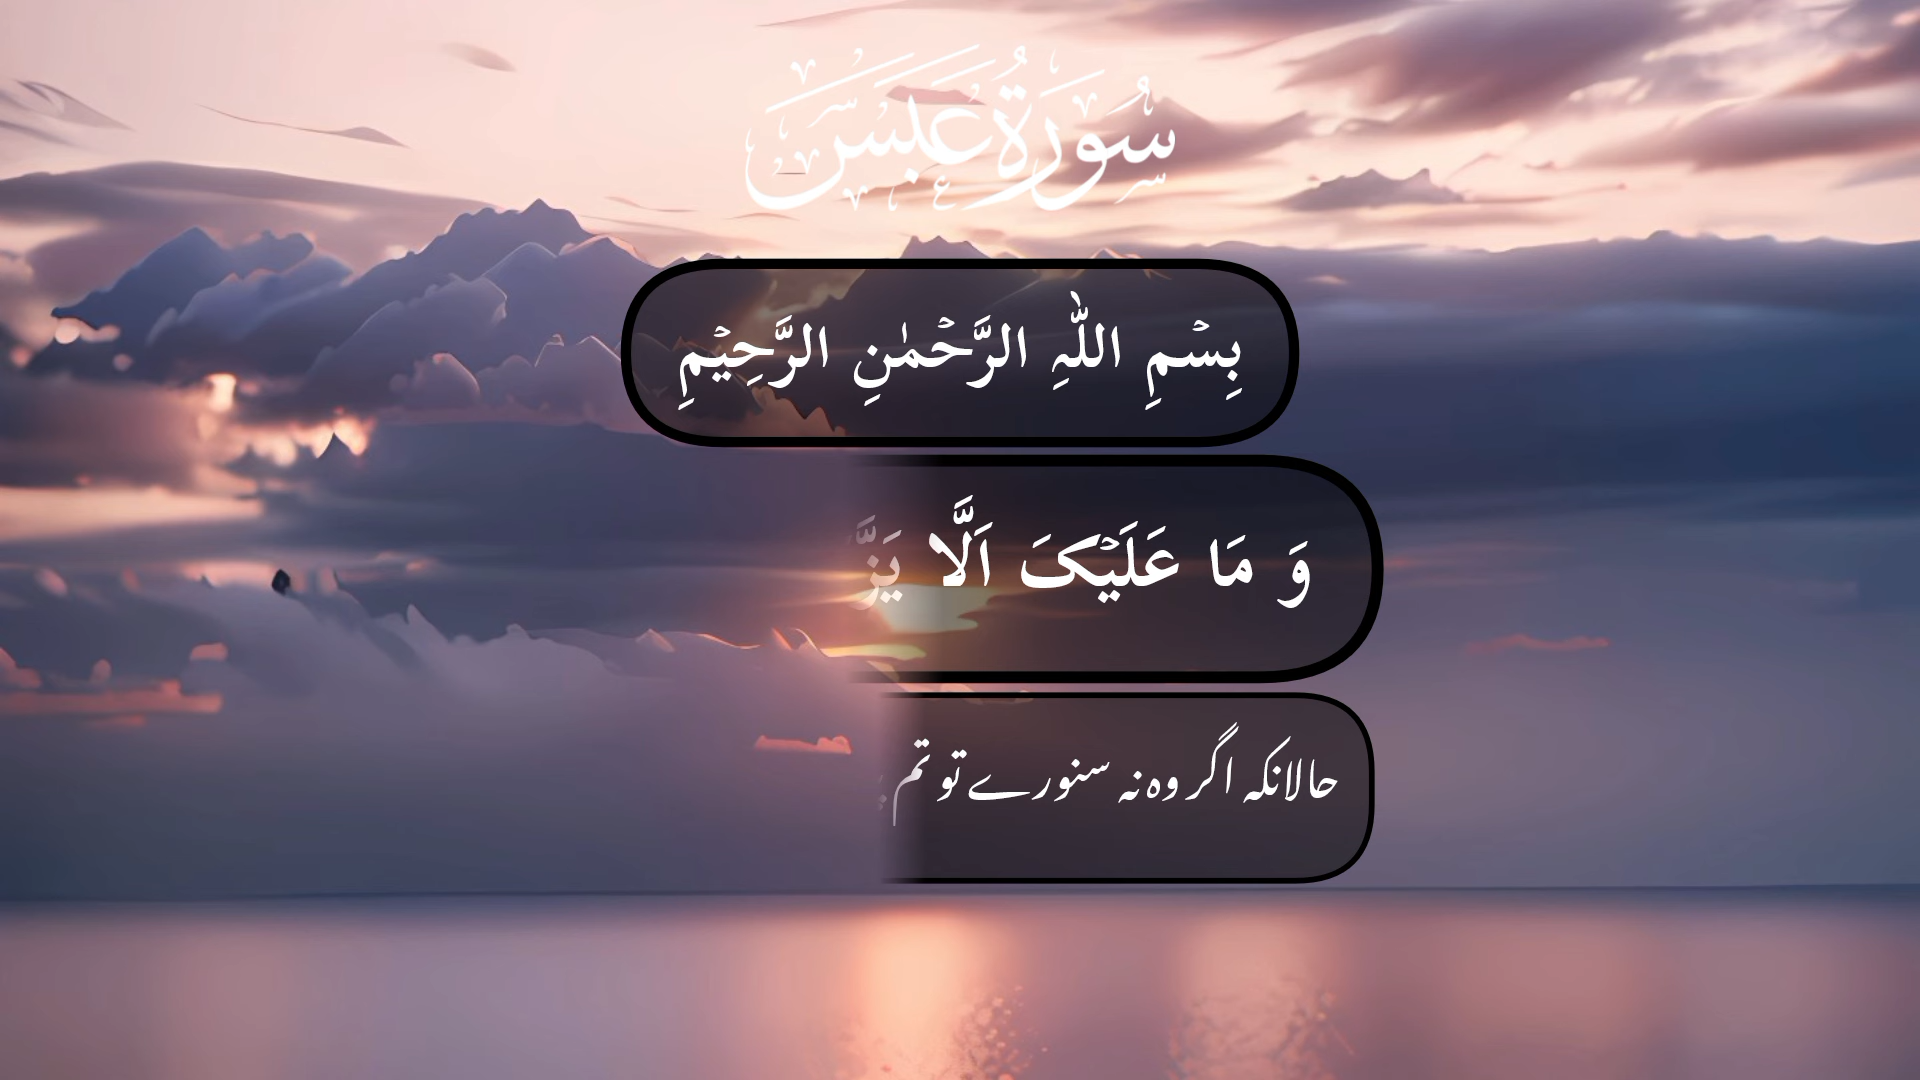 سُورَةُ عَبَسَ
بِسۡمِ اللّٰہِ الرَّحۡمٰنِ الرَّحِیۡمِ
وَ مَا عَلَیۡکَ اَلَّا
حالانکہ اگر وہ نہ سنورے تو تم